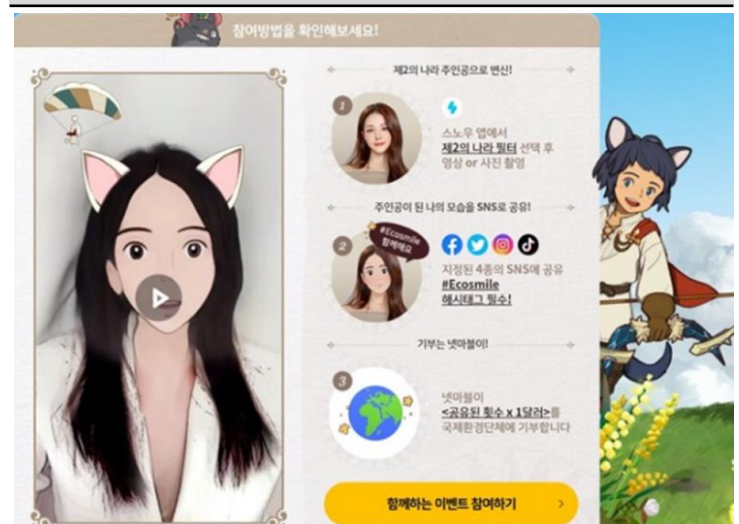 참여방법을 확인해보세요!
제2의 나라 주인공으로 변신!
1
스노우 앱에서
제2의 나라 필터 선택 후
영상 or 사진 촬영
주인공이 된 나의 모습을 SNS로 공유!
2
#Ecosmile
함께해요
지정된 4종의 SNS에 공유
#Ecosmile
해시태그 필수!
기부는 넷마블이!
3
넷마블이
<공유된 횟수 x 1달러>를
국제환경단체에 기부합니다
함께하는 이벤트 참여하기